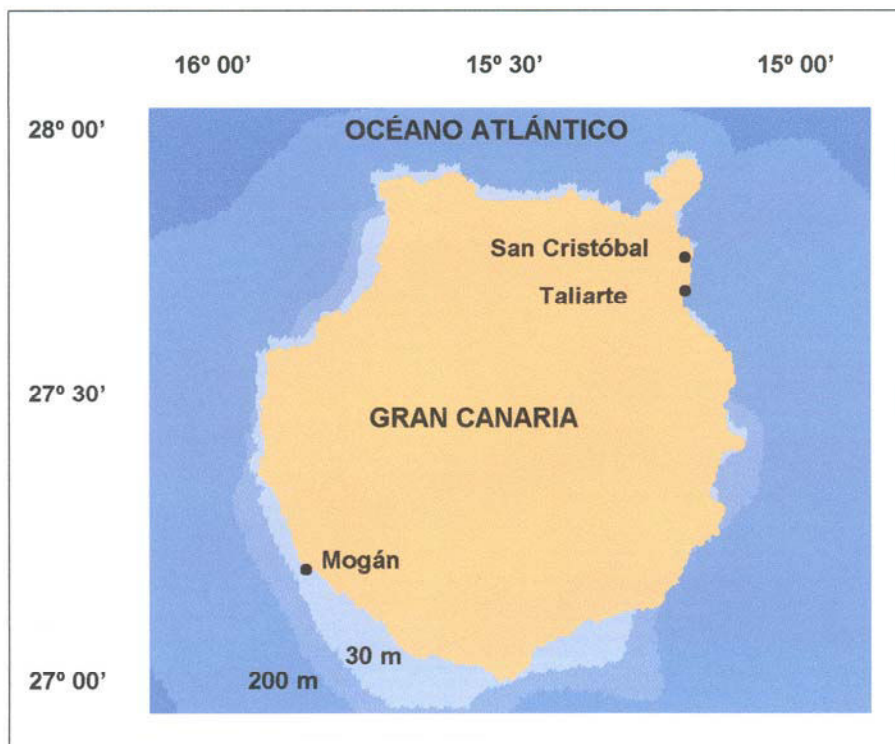 16º 00’ 15º 30’ 15º 00’
28º 00’
OCÉANO ATLÁNTICO
San Cristóbal
Taliarte
27º 30’
GRAN CANARIA
Mogán
30 m
200 m
27º 00’